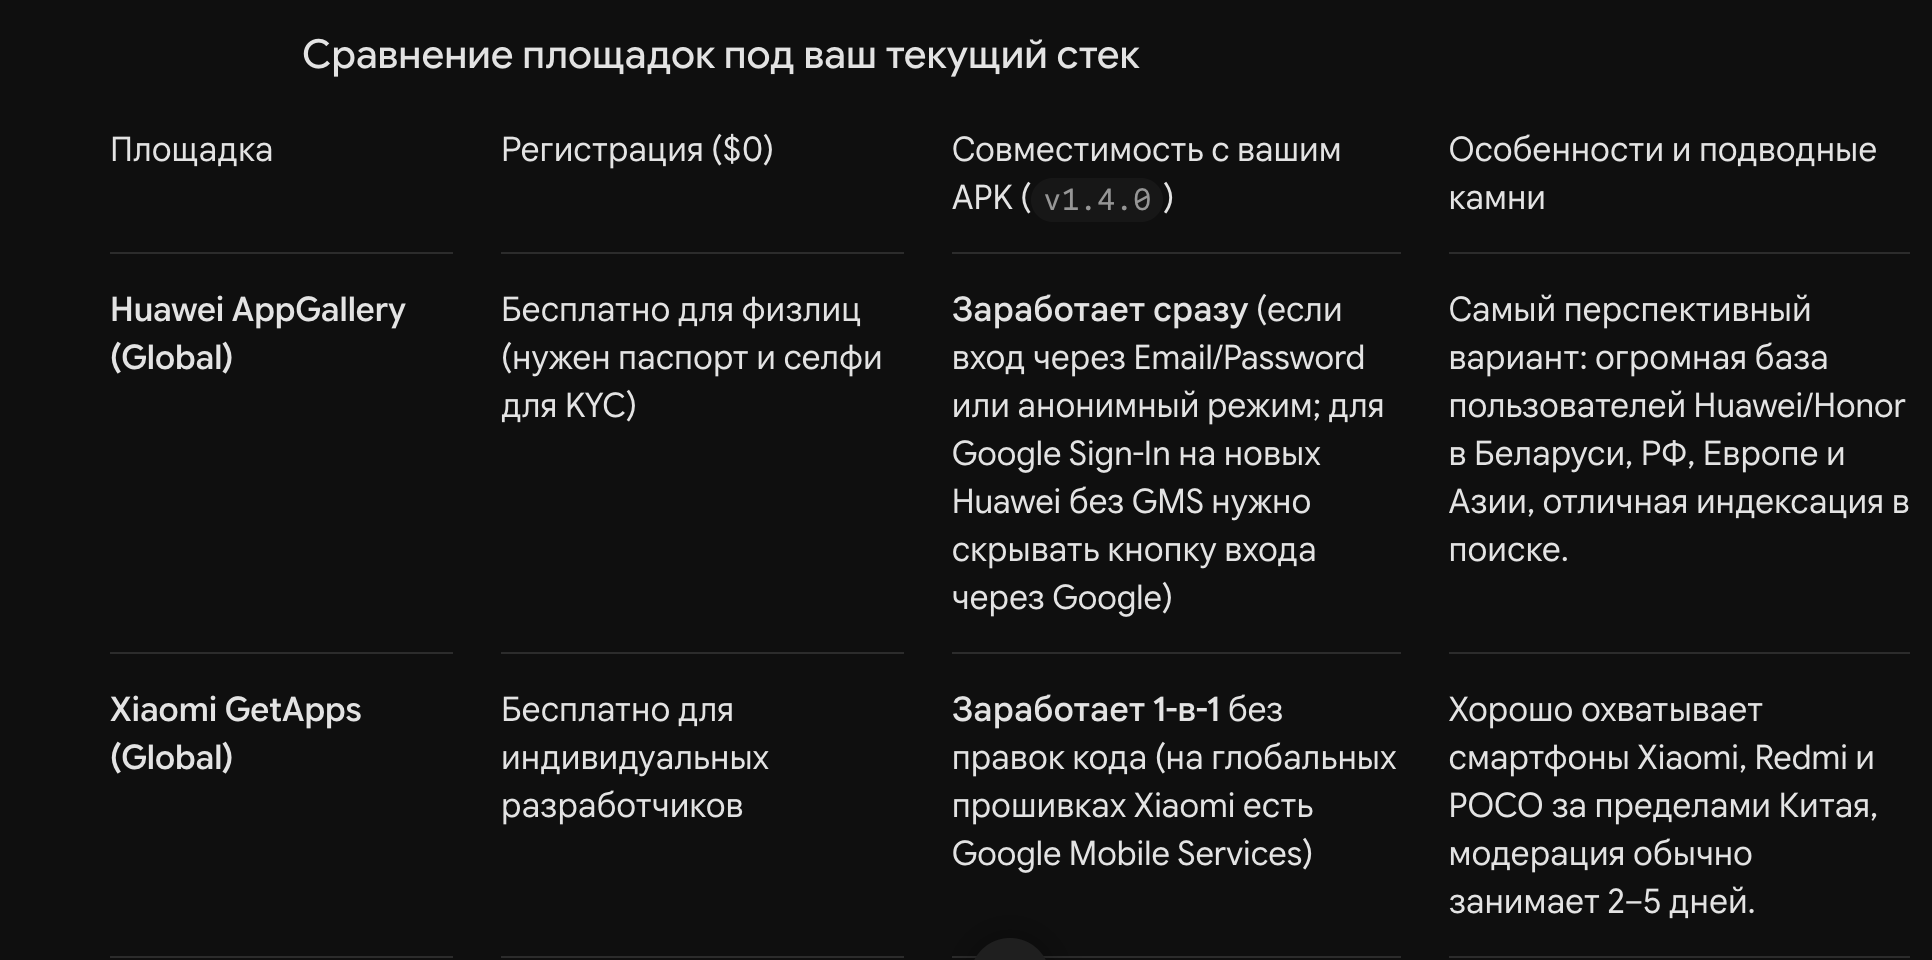 Сравнение площадок под ваш текущий стек
Площадка
Регистрация ($0)
Совместимость с вашим
APK ( v1.4.0 )
Особенности и подводные
камни
Huawei AppGallery
(Global)
Бесплатно для физлиц
(нужен паспорт и селфи
для KYC)
Заработает сразу (если
вход через Email/Password
или анонимный режим; для
Google Sign-In на новых
Huawei без GMS нужно
скрывать кнопку входа
через Google)
Самый перспективный
вариант: огромная база
пользователей Huawei/Honor
в Беларуси, РФ, Европе и
Азии, отличная индексация в
поиске.
Xiaomi GetApps
(Global)
Бесплатно для
индивидуальных
разработчиков
Заработает 1-в-1 без
правок кода (на глобальных
прошивках Xiaomi есть
Google Mobile Services)
Хорошо охватывает
смартфоны Xiaomi, Redmi и
POCO за пределами Китая,
модерация обычно
занимает 2–5 дней.